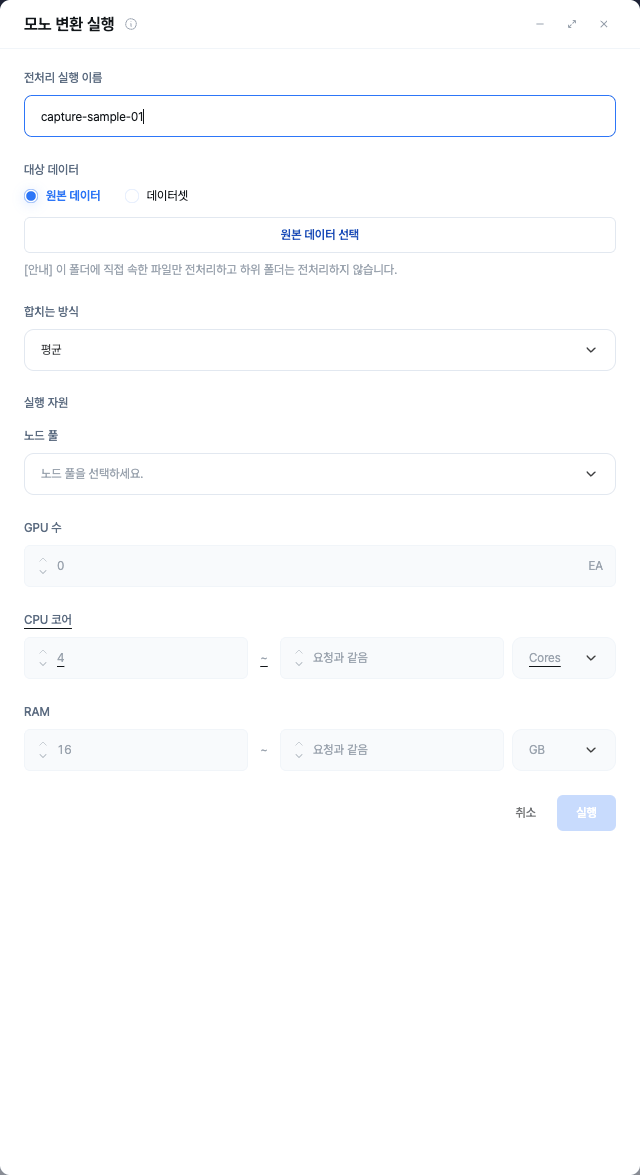 모노 변환 실행
전처리 실행 이름
capture-sample-01
대상 데이터
원본 데이터 데이터셋
원본 데이터 선택
[안내] 이 폴더에 직접 속한 파일만 전처리하고 하위 폴더는 전처리하지 않습니다.
합치는 방식
평균
실행 자원
노드 풀
노드 풀을 선택하세요.
GPU 수
0 EA
CPU 코어
4 ~ 요청과 같음 Cores
RAM
16 ~ 요청과 같음 GB
취소 실행